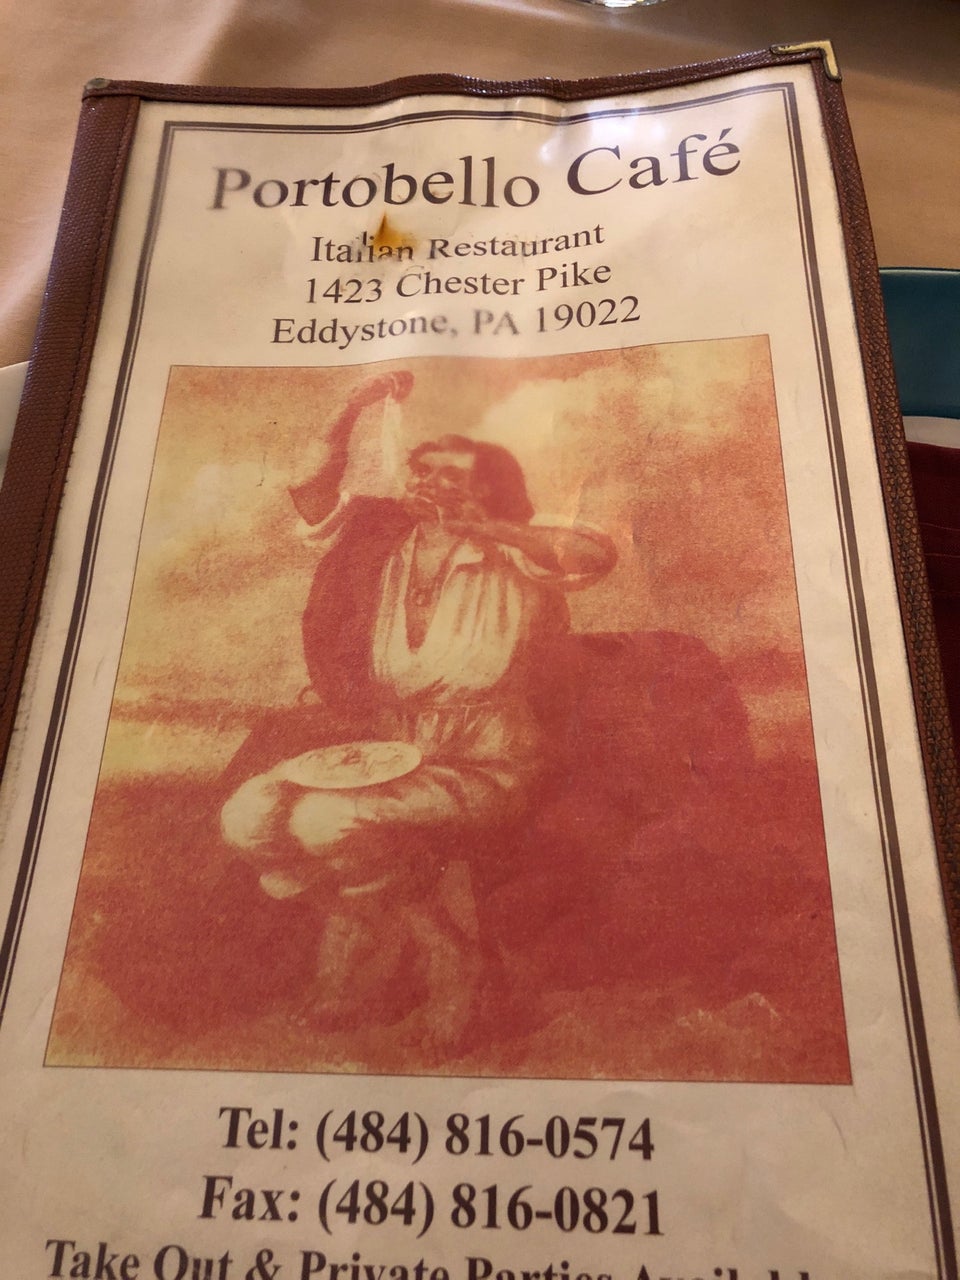 Portobello Café
Italian Restaurant
1423 Chester Pike
Eddystone, PA 19022
Tel: (484) 816-0574
Fax: (484) 816-0821
Take Out & Private Parties Available